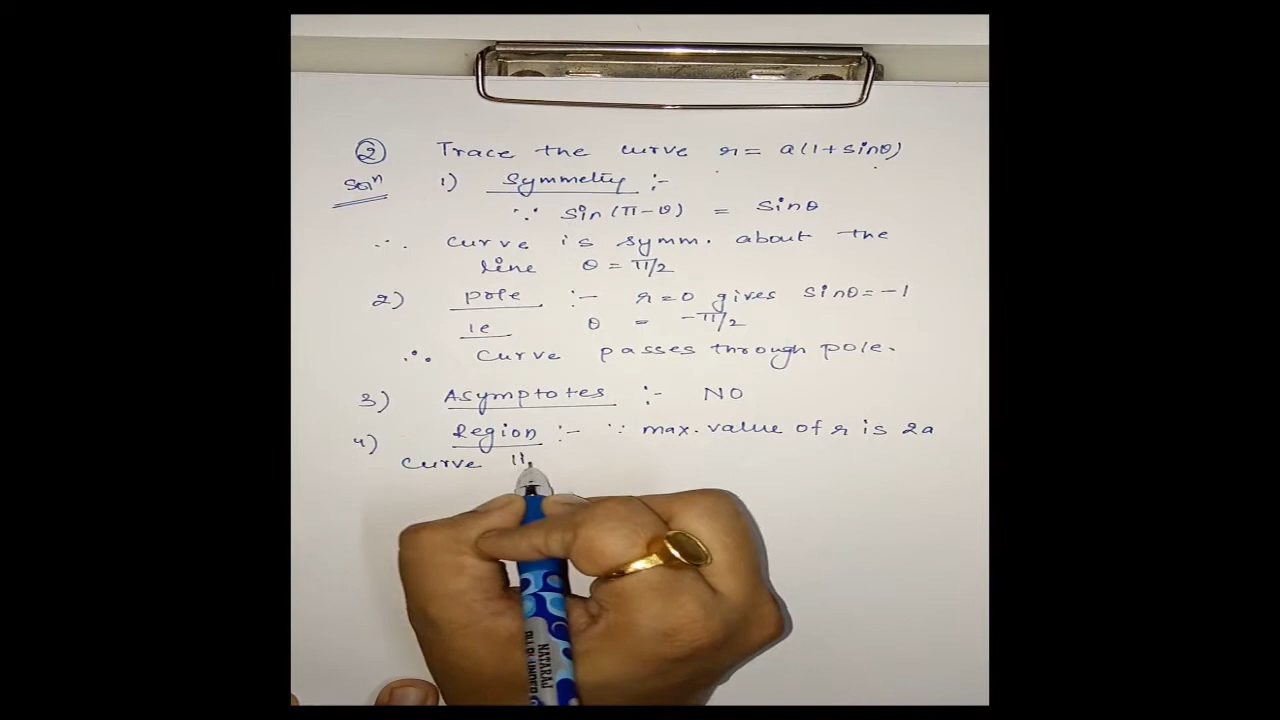 ② Trace the curve r = a(1+sinθ)
Solⁿ 1) Symmetry :-
∵ sin(π-θ) = sinθ
∴ curve is symm. about the
line θ = π/2
2) pole :- r=0 gives sinθ=-1
ie θ = -π/2
∴ curve passes through pole.
3) Asymptotes :- NO
4) Region :- ∵ max. value of r is 2a
curve
NATARAJ